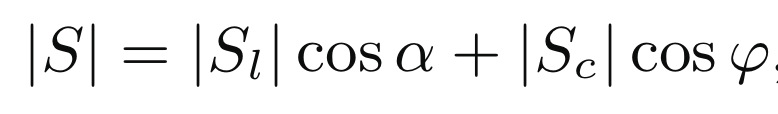 |S| = |S_l| cos α + |S_c| cos φ,